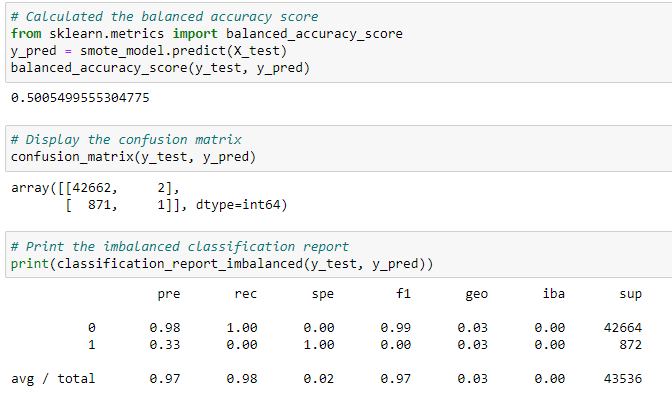 # Calculated the balanced accuracy score
from sklearn.metrics import balanced_accuracy_score
y_pred = smote_model.predict(X_test)
balanced_accuracy_score(y_test, y_pred)
0.5005499555304775
# Display the confusion matrix
confusion_matrix(y_test, y_pred)
array([[42662,     2],
       [  871,     1]], dtype=int64)
# Print the imbalanced classification report
print(classification_report_imbalanced(y_test, y_pred))
pre rec spe f1 geo iba sup
0 0.98 1.00 0.00 0.99 0.03 0.00 42664
1 0.33 0.00 1.00 0.00 0.03 0.00 872
avg / total 0.97 0.98 0.02 0.97 0.03 0.00 43536